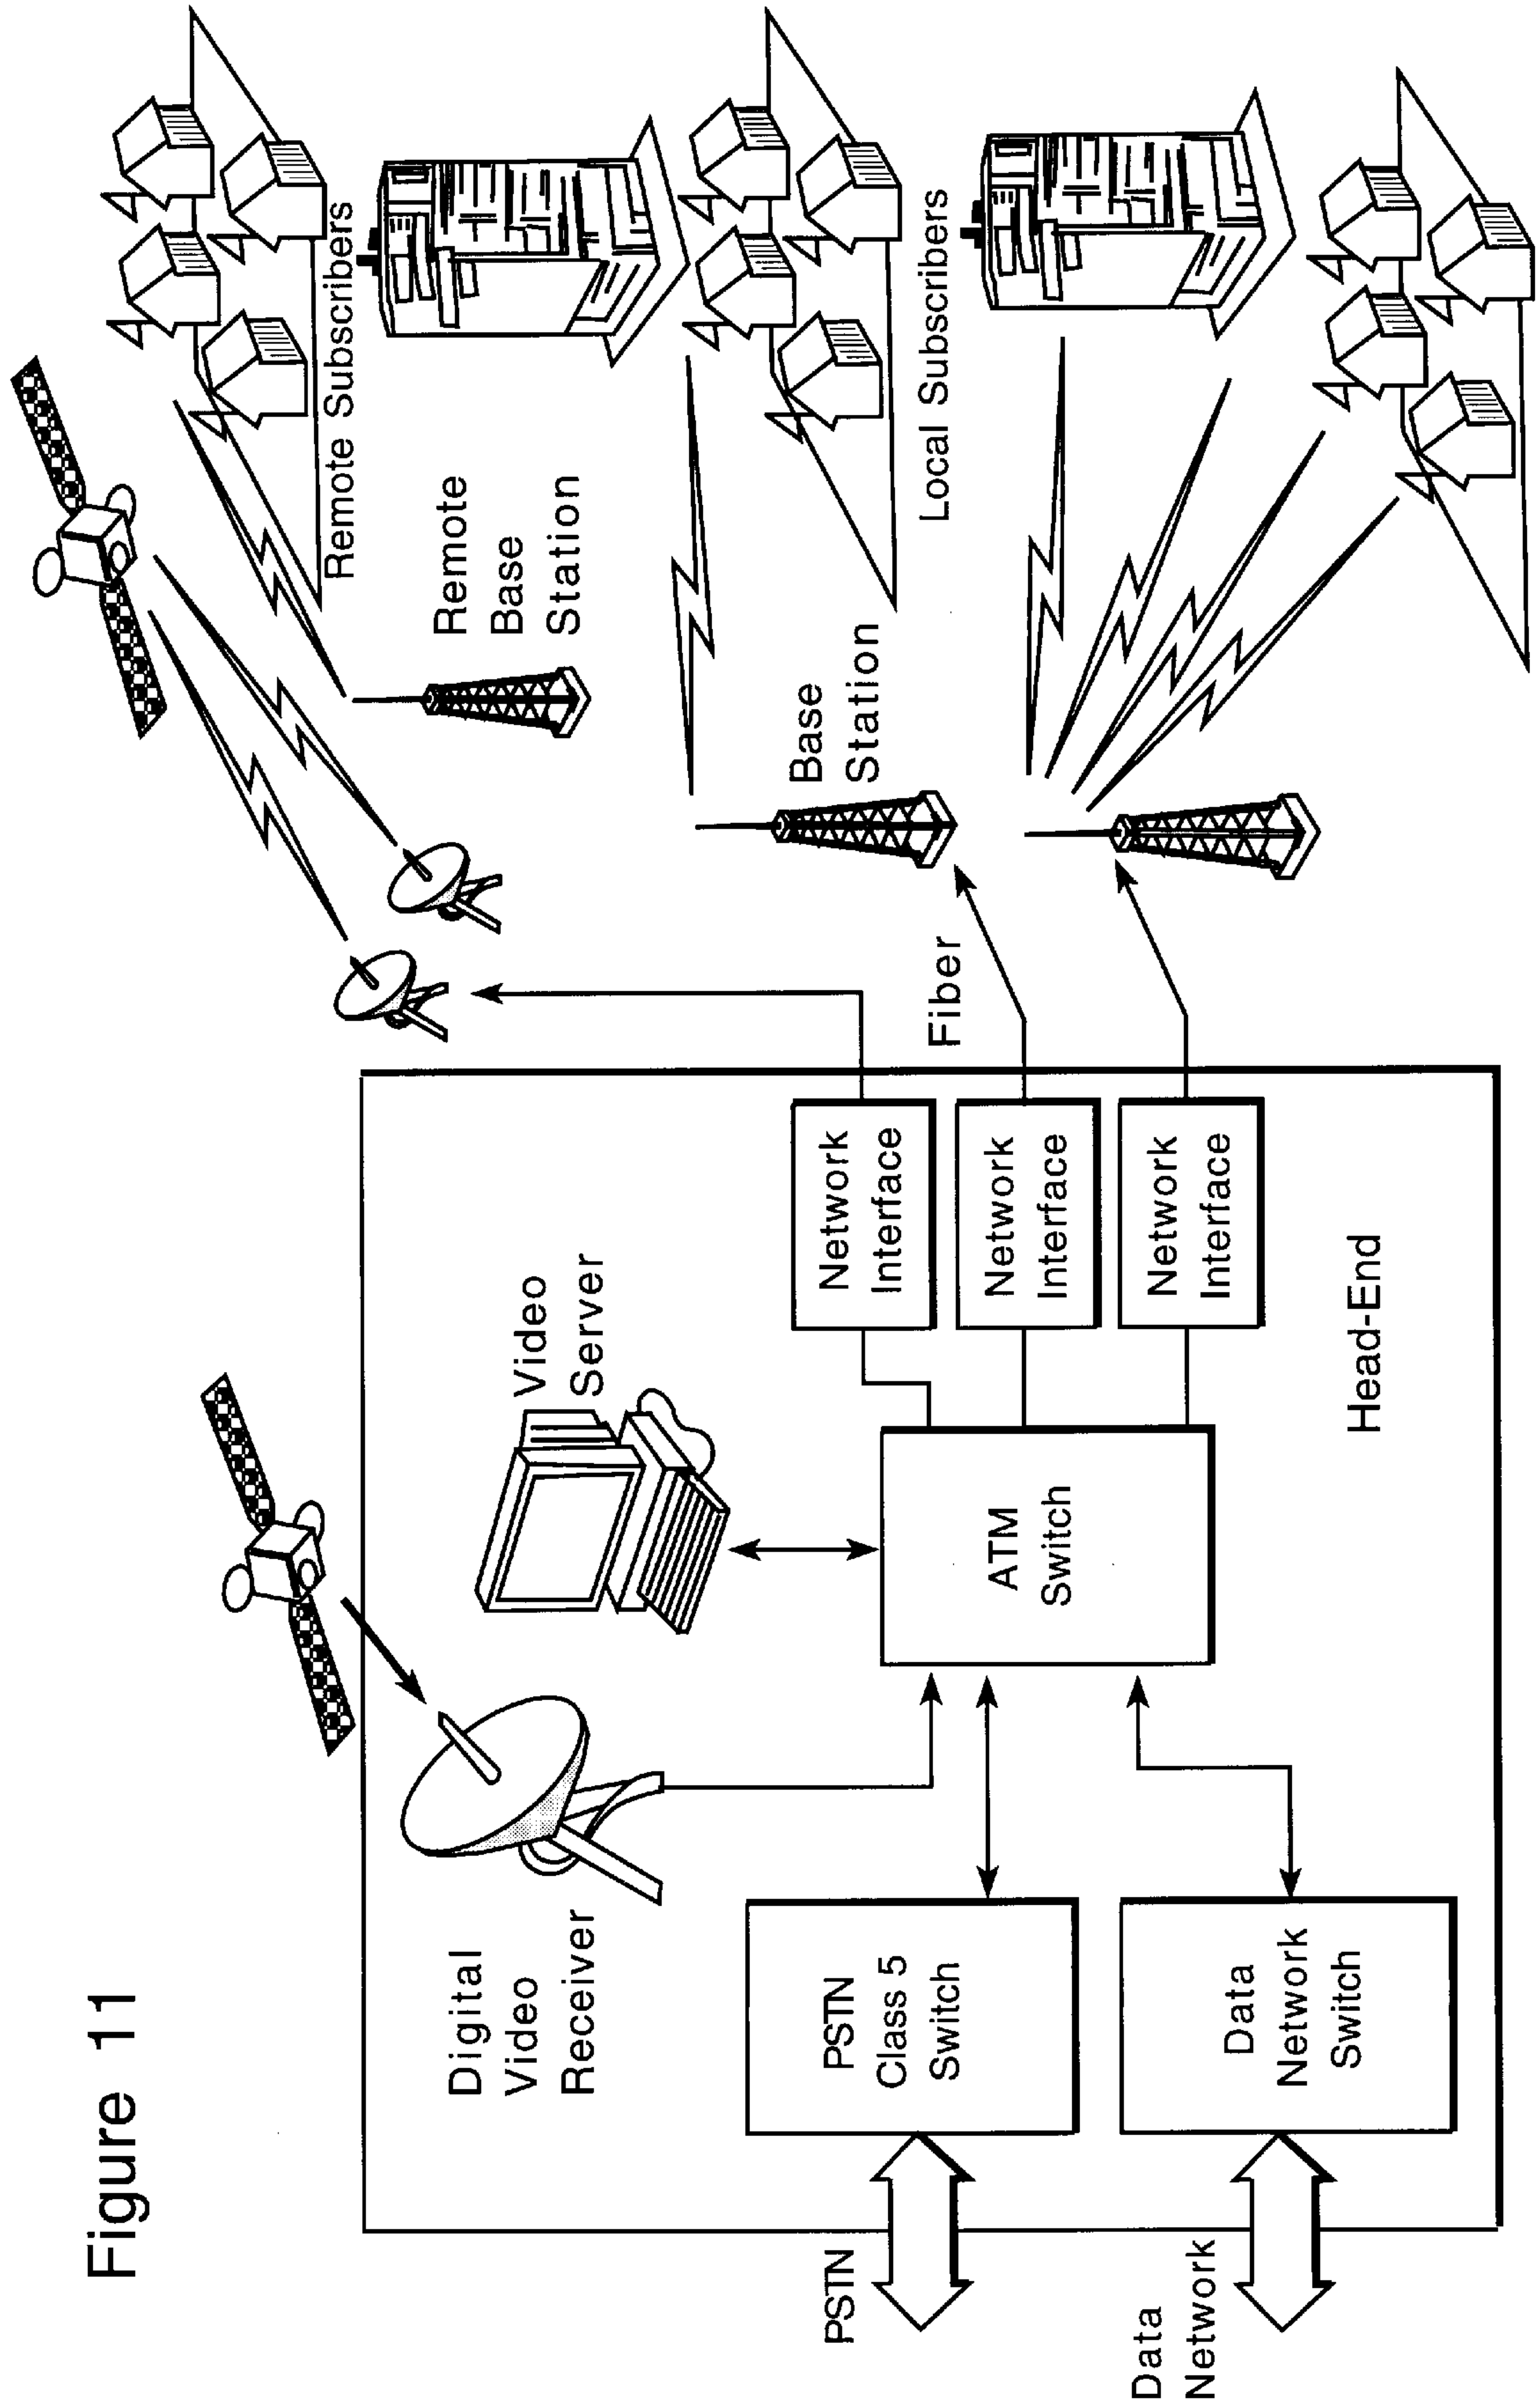 Figure 11
Digital
Video
Receiver
Video
Server
PSTN
PSTN
Class 5
Switch
Data
Network
Data
Network
Switch
ATM
Switch
Network
Interface
Network
Interface
Network
Interface
Head-End
Fiber
Remote
Base
Station
Base
Station
Remote Subscribers
Local Subscribers